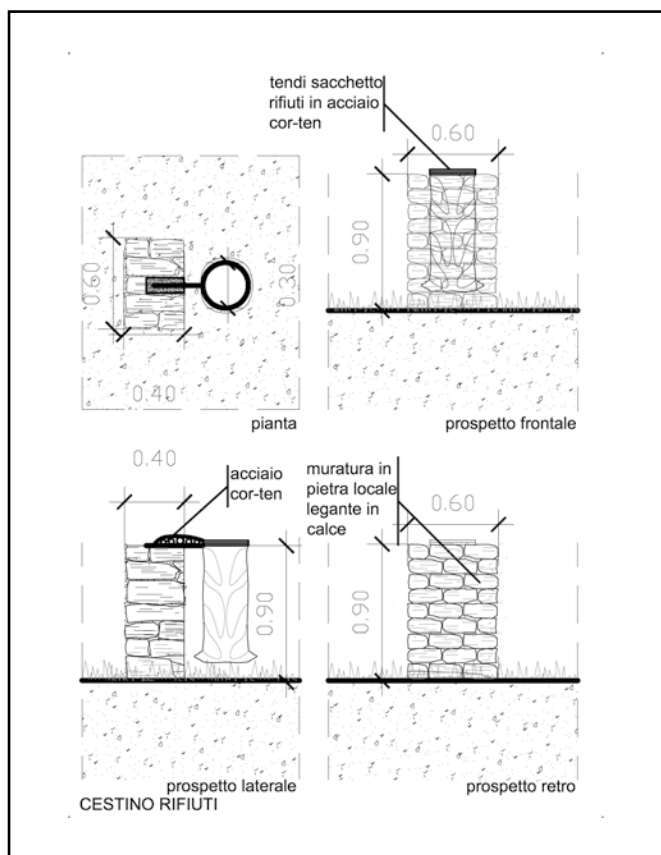 tendi sacchetto
rifiuti in acciaio
cor-ten
0.60
0.90
0.60
0.30
0.40
pianta
prospetto frontale
0.40
acciaio
cor-ten
muratura in
pietra locale
legante in
calce
0.60
0.90
0.90
prospetto laterale
prospetto retro
CESTINO RIFIUTI